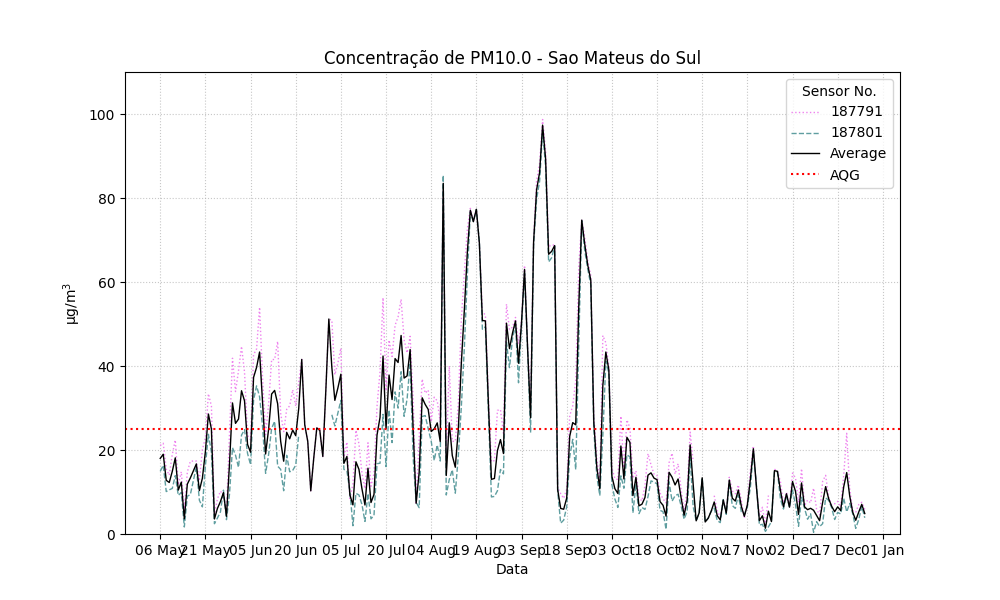 Concentração de PM10.0 - Sao Mateus do Sul
Sensor No.
187791
187801
Average
AQG
µg/m³
100
80
60
40
20
0
06 May 21 May 05 Jun 20 Jun 05 Jul 20 Jul 04 Aug 19 Aug 03 Sep 18 Sep 03 Oct 18 Oct 02 Nov 17 Nov 02 Dec 17 Dec 01 Jan
Data